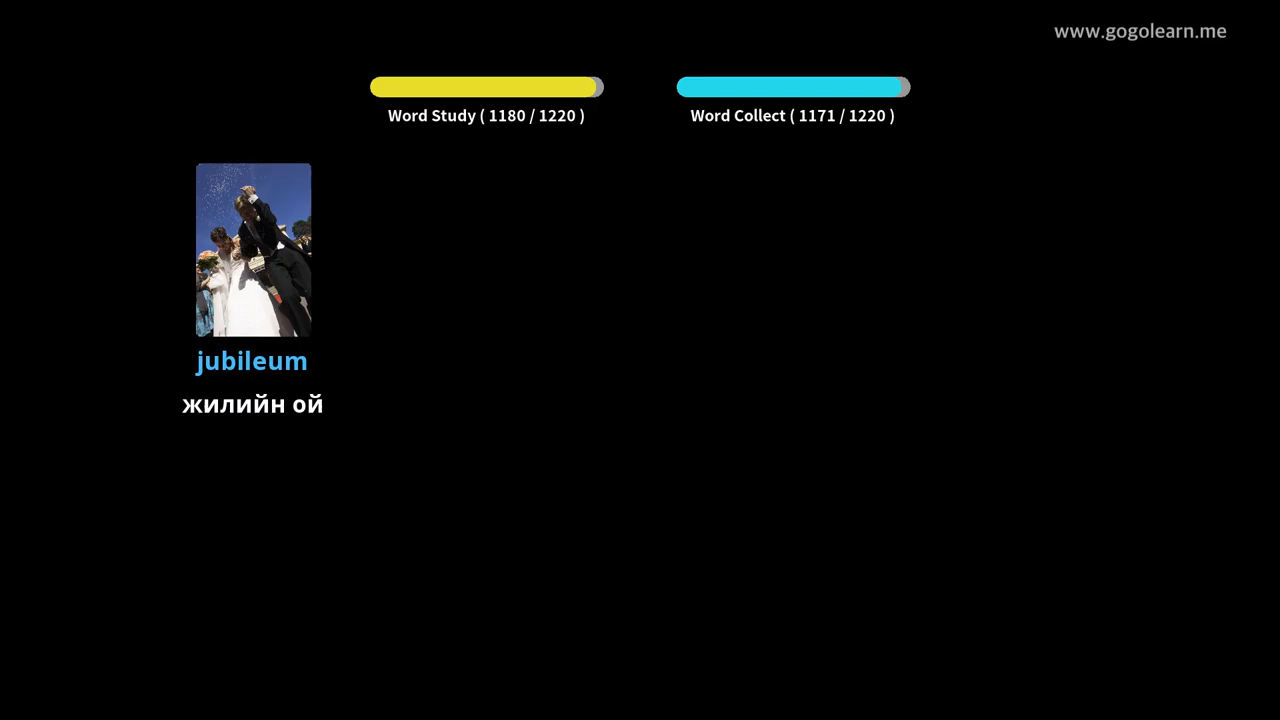 www.gogolearn.me
Word Study ( 1180 / 1220 )
Word Collect ( 1171 / 1220 )
jubileum
жилийн ой